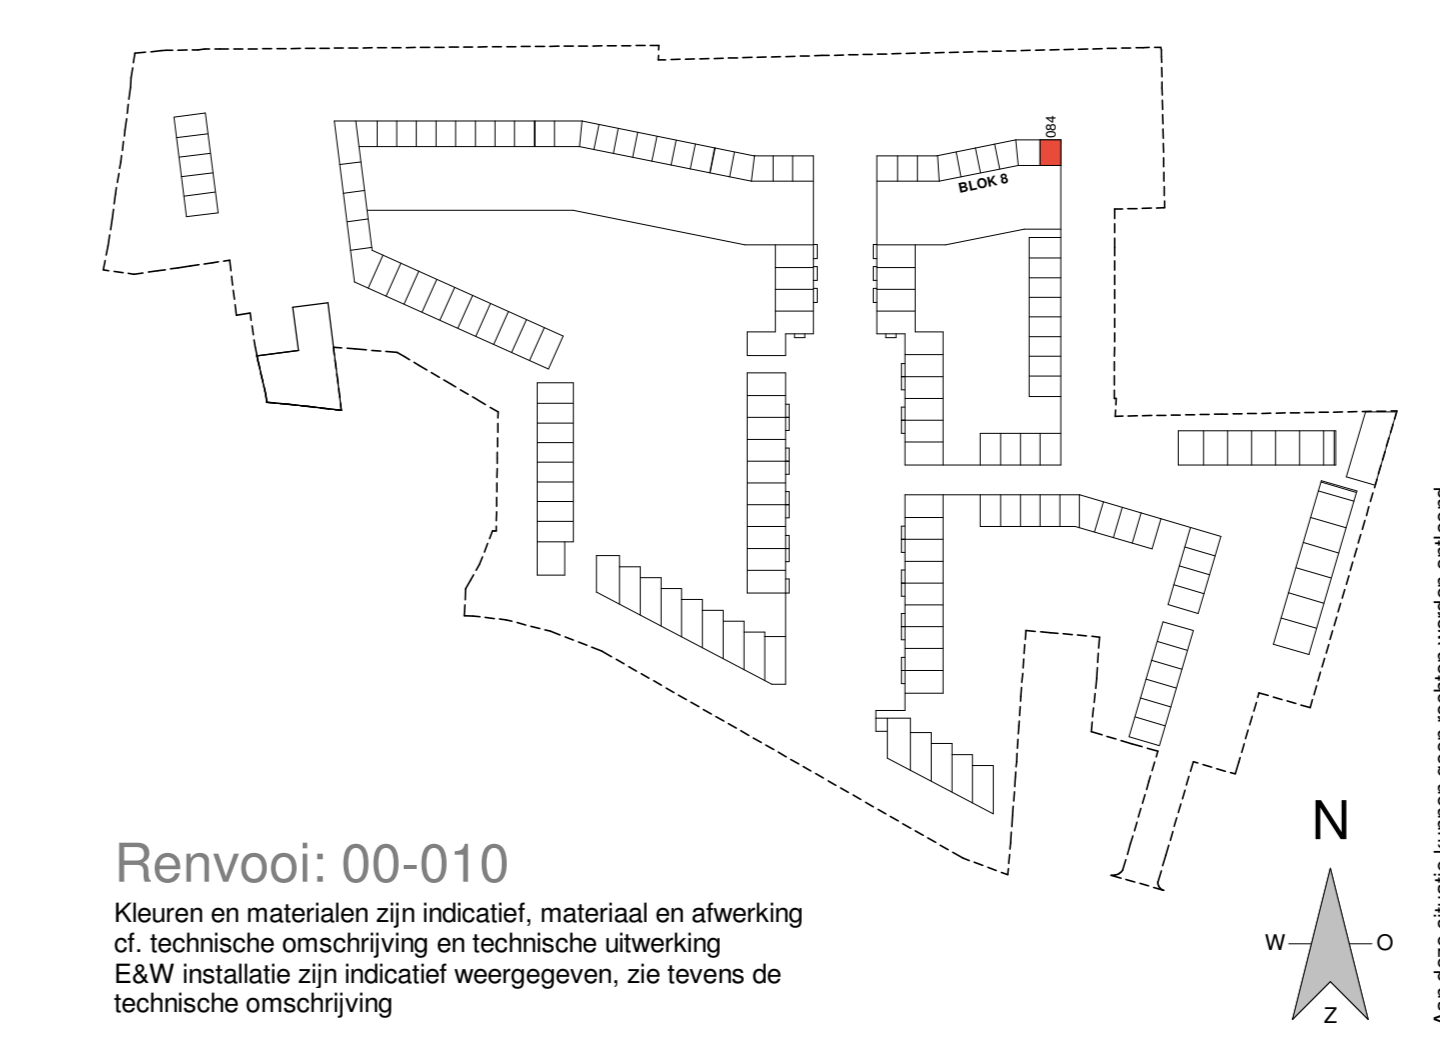 084
BLOK 8
N
W
O
Z
Renvooi: 00-010
Kleuren en materialen zijn indicatief, materiaal en afwerking
cf. technische omschrijving en technische uitwerking
E&W installatie zijn indicatief weergegeven, zie tevens de
technische omschrijving